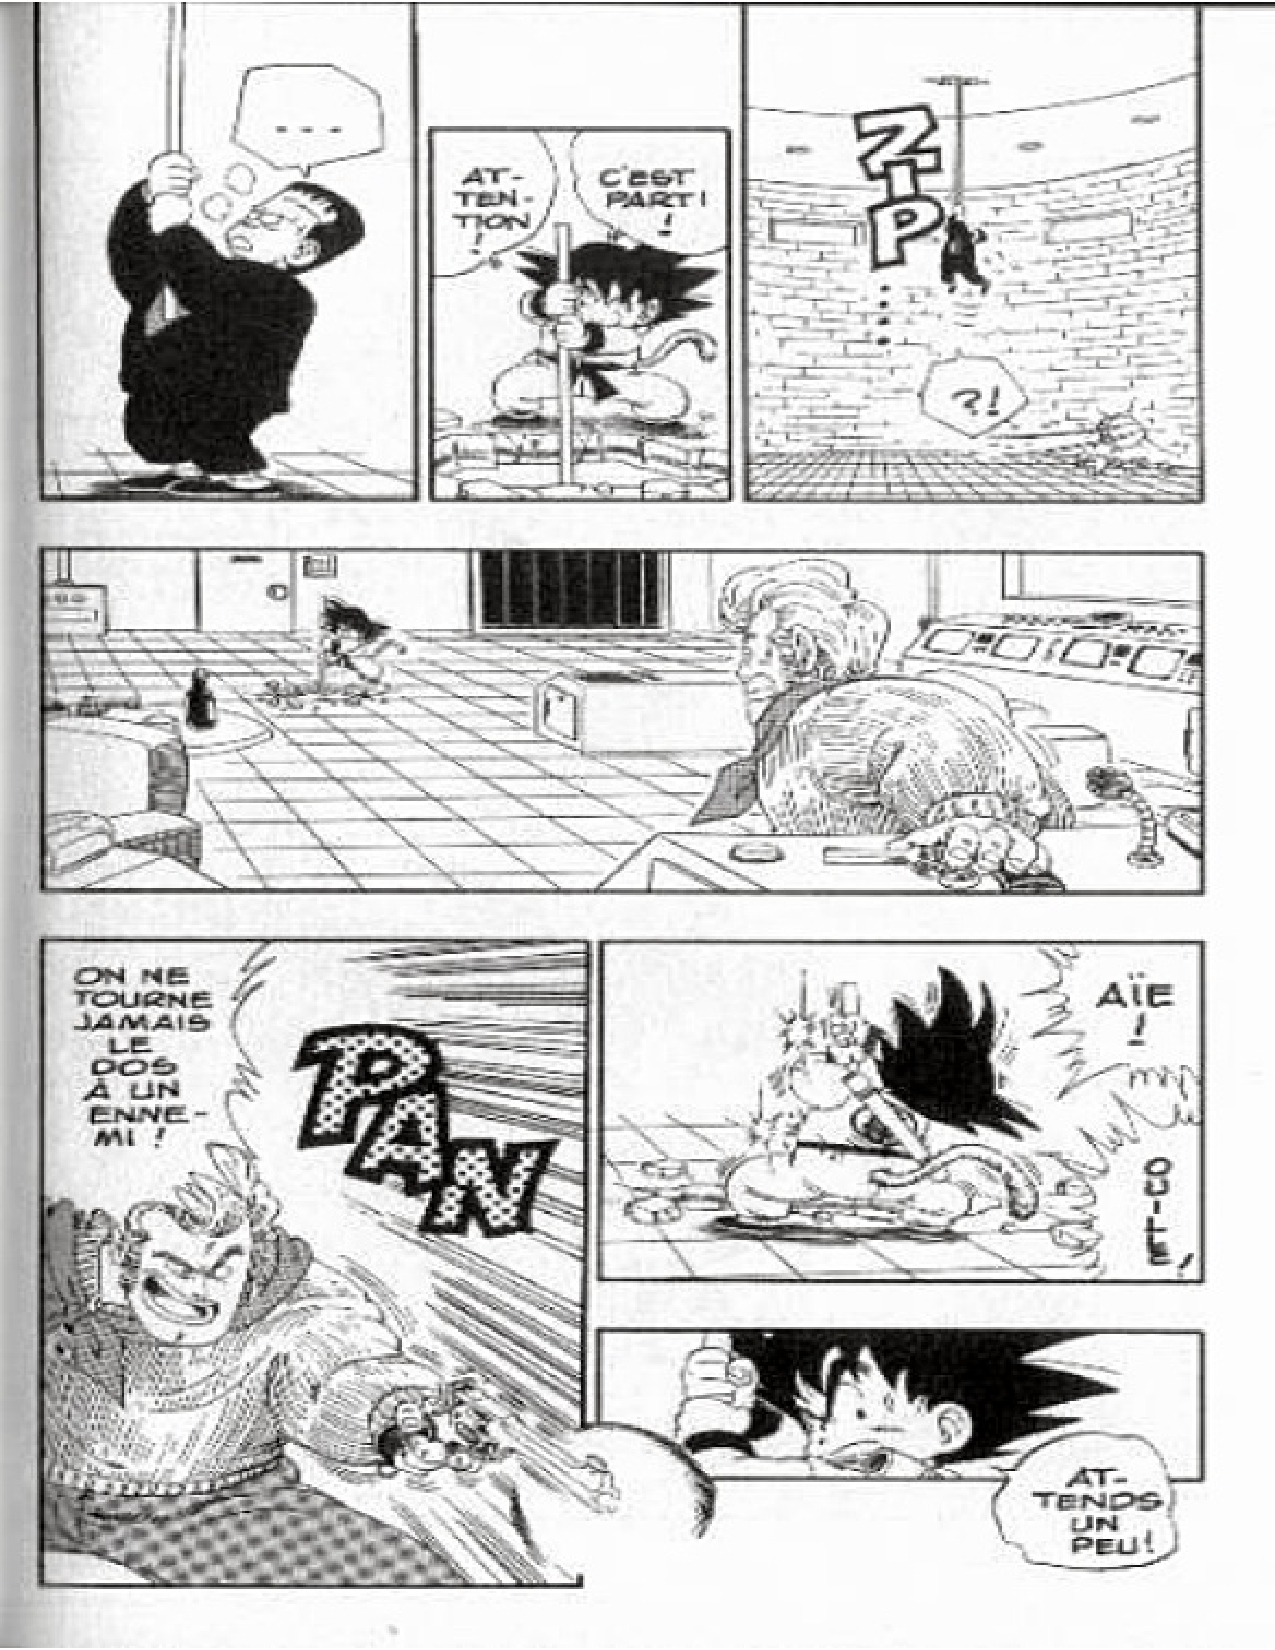 ...
AT-
TEN-
TION
!
C'EST
PARTI
!
ZIP....
?!
ON NE
TOURNE
JAMAIS
LE
DOS
À UN
ENNE-
MI !
PAN
AÏE
!
OUILLE !
AT-
TENDS
UN
PEU !